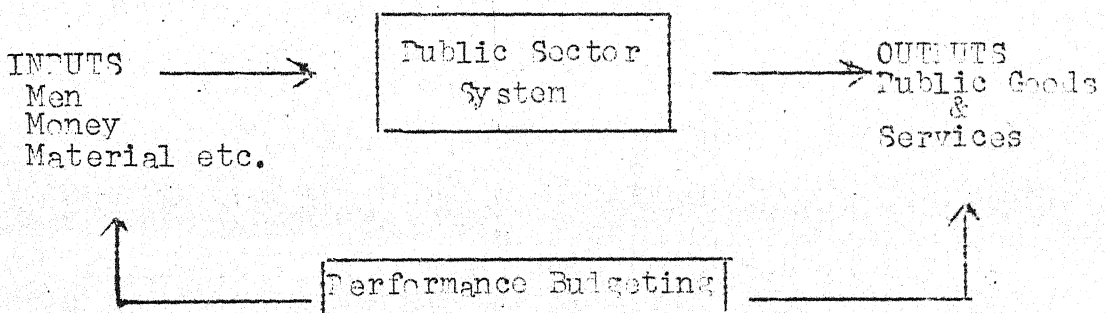 INPUTS
Men
Money
Material etc.
Public Sector
System
OUTPUTS
Public Goods
&
Services
Performance Budgeting